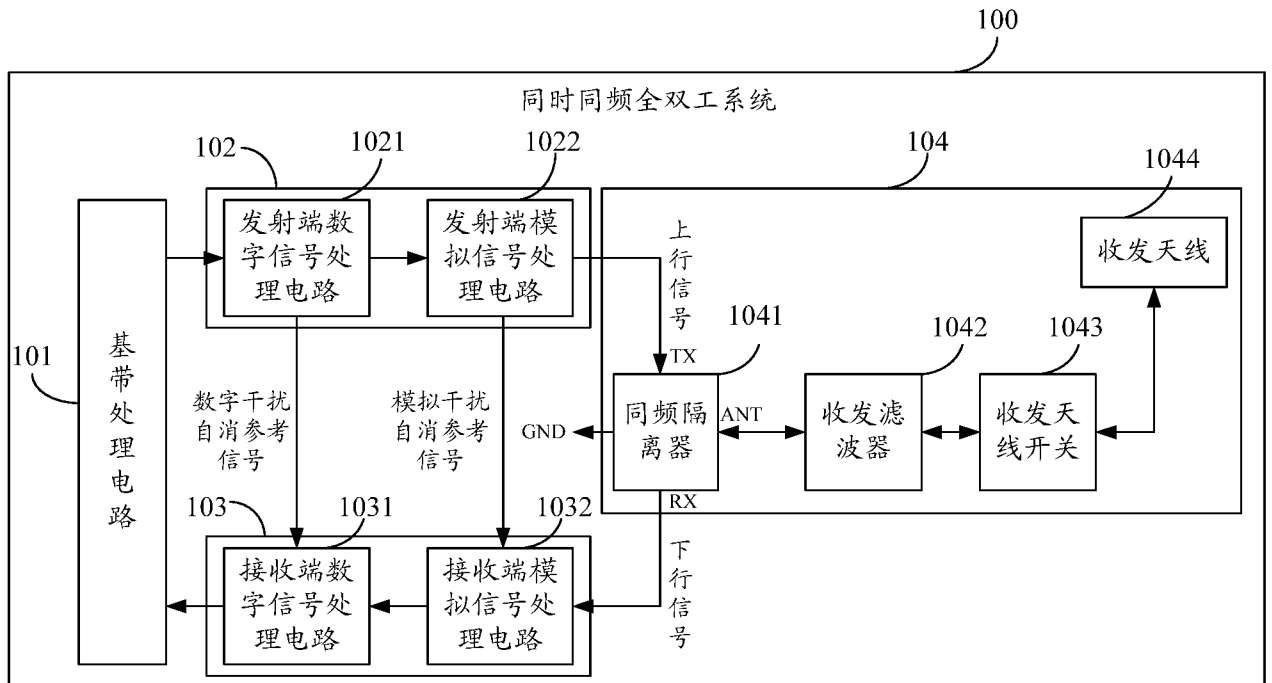 100
同时同频全双工系统
102
1021
1022
104
1044
发射端数
字信号处
理电路
发射端模
拟信号处
理电路
上
行
信
号
收发天线
101
基
带
处
理
电
路
数字干扰
自消参考
信号
模拟干扰
自消参考
信号
TX
1041
1042
1043
GND
同频隔
离器
ANT
收发滤
波器
收发天
线开关
RX
103
1031
1032
接收端数
字信号处
理电路
接收端模
拟信号处
理电路
下
行
信
号